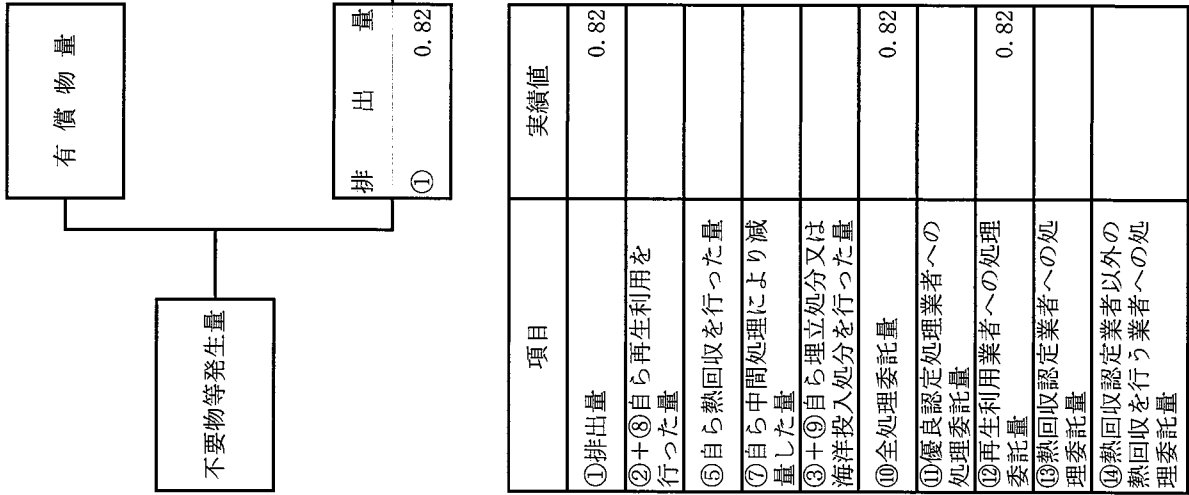 不要物等発生量
有償物量
排出量
① 0.82
項目 実績値
①排出量 0.82
②+⑧自ら再生利用を
行った量
⑤自ら熱回収を行った量
⑦自ら中間処理により減
量した量
③+⑨自ら埋立処分又は
海洋投入処分を行った量
⑩全処理委託量 0.82
⑪優良認定処理業者への
処理委託量
⑫再生利用業者への処理
委託量 0.82
⑬熱回収認定業者への処
理委託量
⑭熱回収認定業者以外の
熱回収を行う業者への処
理委託量